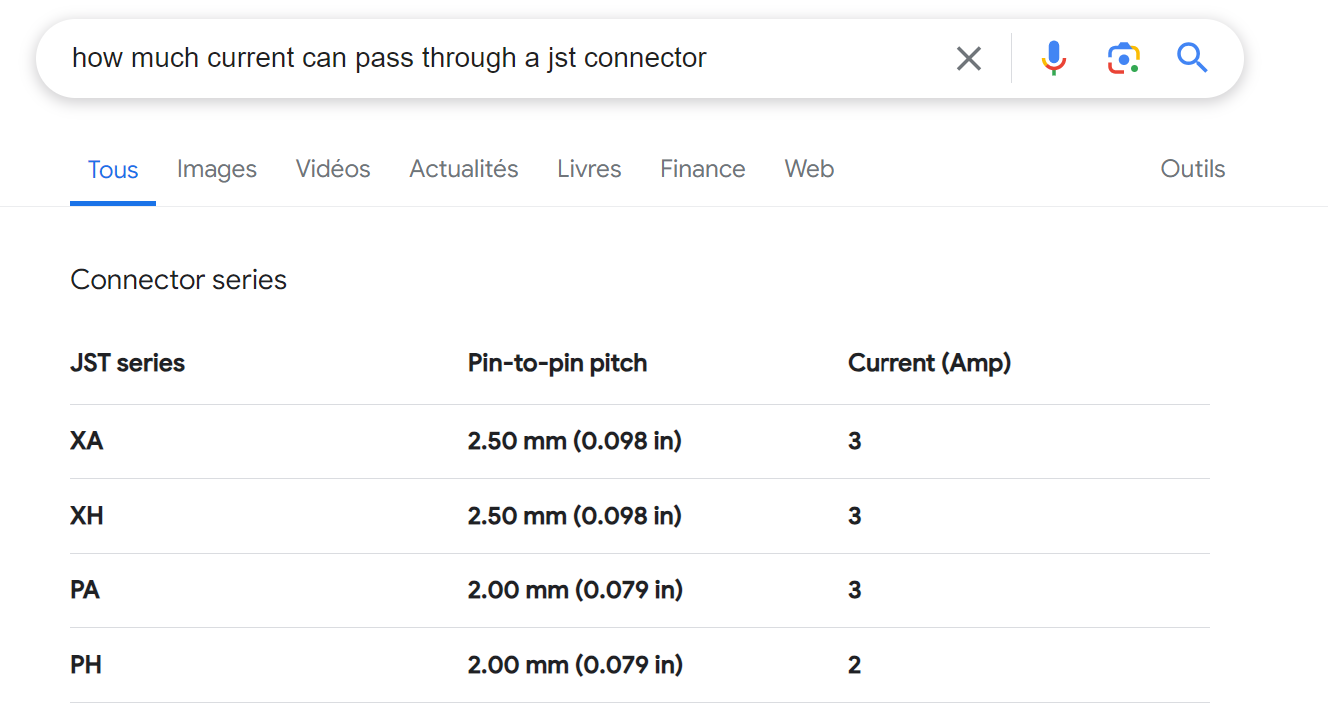 how much current can pass through a jst connector
Tous Images Vidéos Actualités Livres Finance Web Outils
Connector series
JST series Pin-to-pin pitch Current (Amp)
XA 2.50 mm (0.098 in) 3
XH 2.50 mm (0.098 in) 3
PA 2.00 mm (0.079 in) 3
PH 2.00 mm (0.079 in) 2